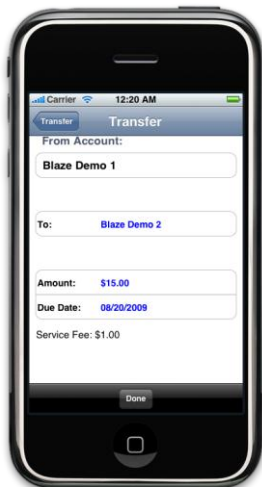 Carrier 12:20 AM
Transfer Transfer
From Account:
Blaze Demo 1
To: Blaze Demo 2
Amount: $15.00
Due Date: 08/20/2009
Service Fee: $1.00
Done